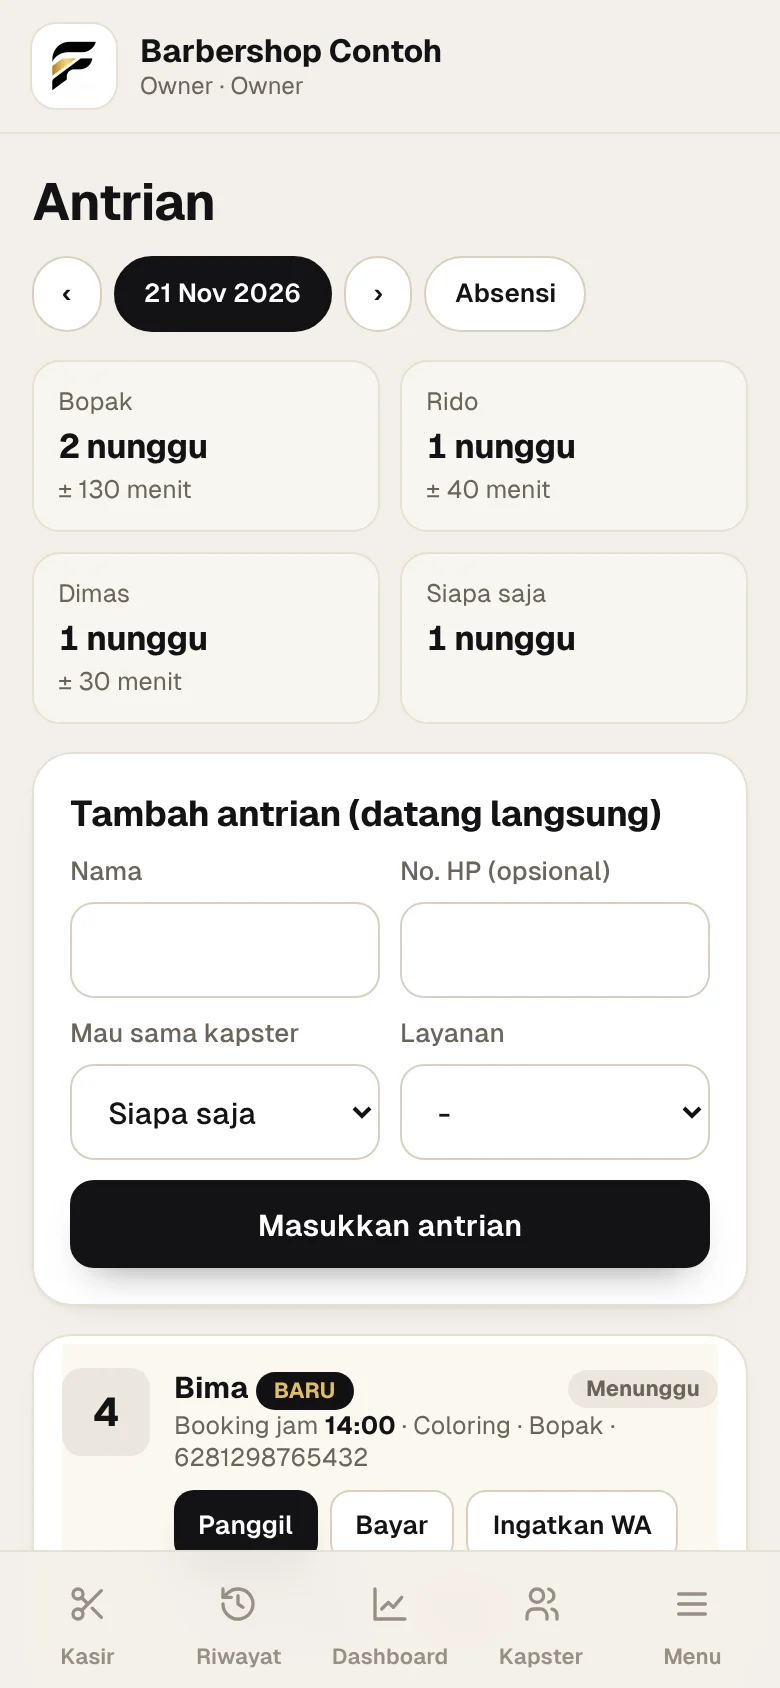 Barbershop Contoh
Owner · Owner
Antrian
‹ 21 Nov 2026 › Absensi
Bopak
2 nunggu
± 130 menit
Rido
1 nunggu
± 40 menit
Dimas
1 nunggu
± 30 menit
Siapa saja
1 nunggu
Tambah antrian (datang langsung)
Nama
No. HP (opsional)
Mau sama kapster
Siapa saja
Layanan
-
Masukkan antrian
4
Bima BARU
Menunggu
Booking jam 14:00 · Coloring · Bopak ·
6281298765432
Panggil Bayar Ingatkan WA
Kasir Riwayat Dashboard Kapster Menu